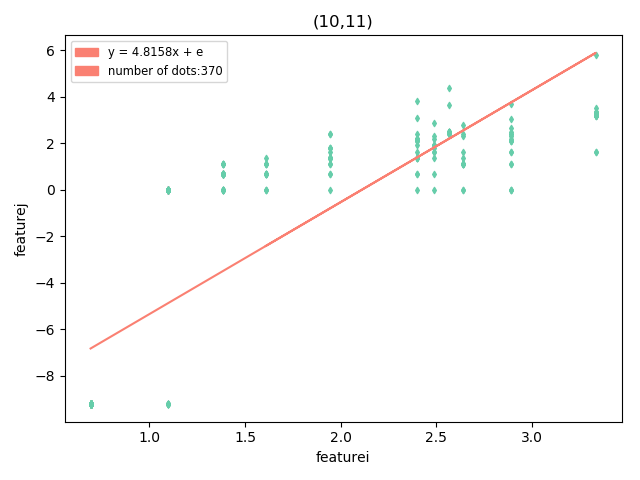 (10,11)
y = 4.8158x + e
number of dots:370
6
4
2
0
−2
−4
−6
−8
featurej
1.0 1.5 2.0 2.5 3.0
featurei